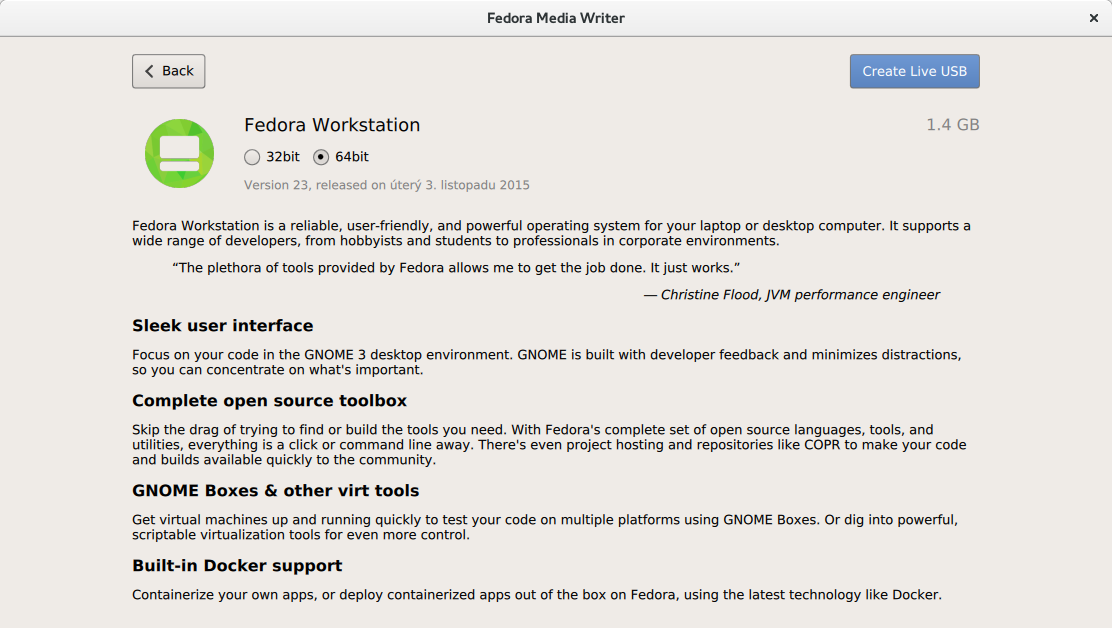 Fedora Media Writer
Back
Create Live USB
Fedora Workstation
1.4 GB
32bit
64bit
Version 23, released on úterý 3. listopadu 2015
Fedora Workstation is a reliable, user-friendly, and powerful operating system for your laptop or desktop computer. It supports a
wide range of developers, from hobbyists and students to professionals in corporate environments.
“The plethora of tools provided by Fedora allows me to get the job done. It just works.”
— Christine Flood, JVM performance engineer
Sleek user interface
Focus on your code in the GNOME 3 desktop environment. GNOME is built with developer feedback and minimizes distractions,
so you can concentrate on what's important.
Complete open source toolbox
Skip the drag of trying to find or build the tools you need. With Fedora's complete set of open source languages, tools, and
utilities, everything is a click or command line away. There's even project hosting and repositories like COPR to make your code
and builds available quickly to the community.
GNOME Boxes & other virt tools
Get virtual machines up and running quickly to test your code on multiple platforms using GNOME Boxes. Or dig into powerful,
scriptable virtualization tools for even more control.
Built-in Docker support
Containerize your own apps, or deploy containerized apps out of the box on Fedora, using the latest technology like Docker.